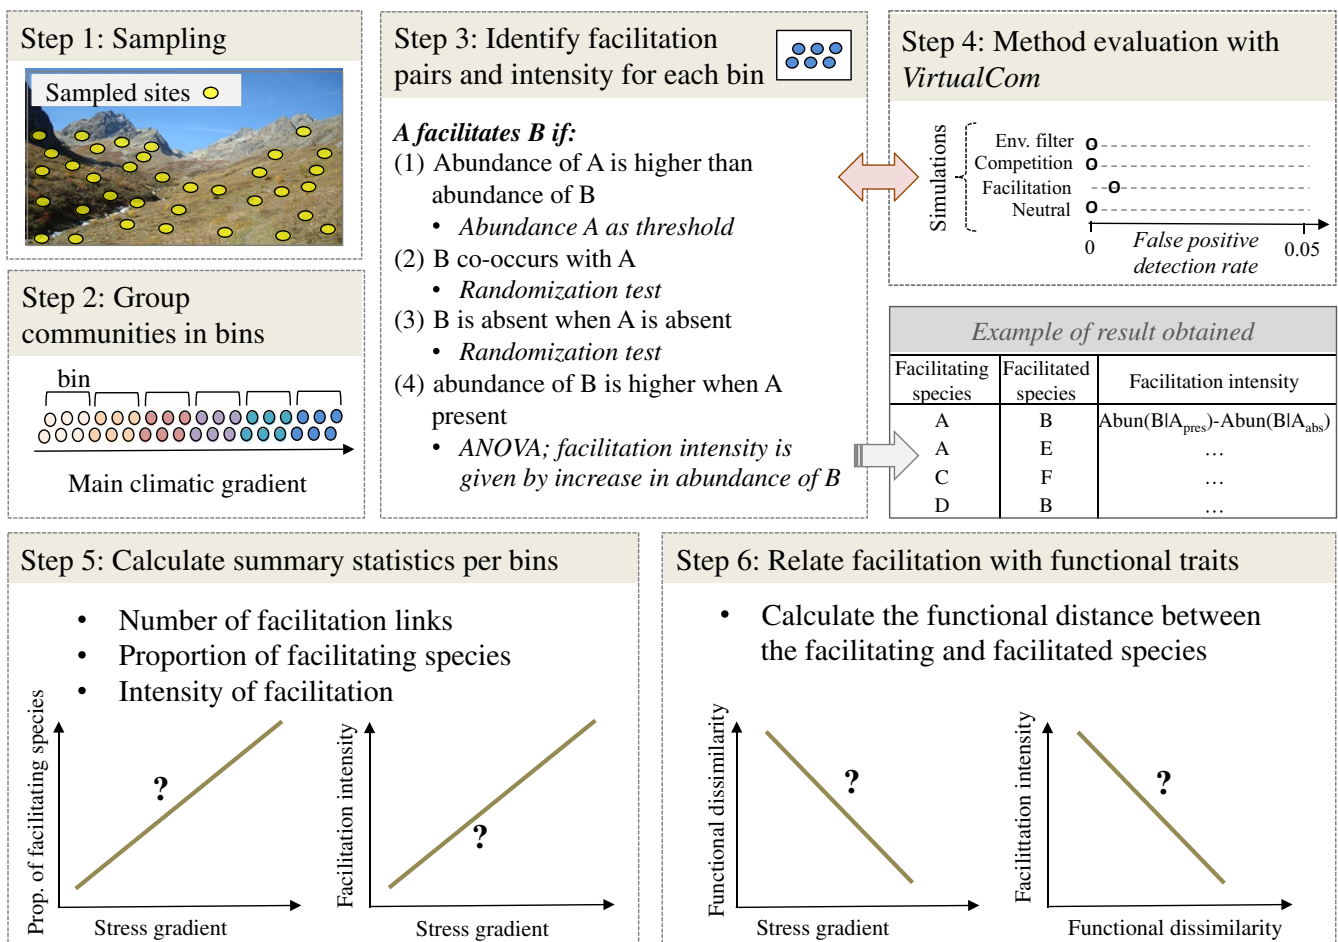 Step 1: Sampling
Sampled sites
Step 2: Group
communities in bins
bin
Main climatic gradient
Step 3: Identify facilitation
pairs and intensity for each bin
A facilitates B if:
(1) Abundance of A is higher than
abundance of B
• Abundance A as threshold
(2) B co-occurs with A
• Randomization test
(3) B is absent when A is absent
• Randomization test
(4) abundance of B is higher when A
present
• ANOVA; facilitation intensity is
given by increase in abundance of B
Step 4: Method evaluation with
VirtualCom
Simulations
Env. filter
Competition
Facilitation
Neutral
0
0.05
False positive
detection rate
Example of result obtained
Facilitating
species
Facilitated
species
Facilitation intensity
A B Abun(B|Apres)-Abun(B|Aabs)
A E …
C F …
D B …
Step 5: Calculate summary statistics per bins
• Number of facilitation links
• Proportion of facilitating species
• Intensity of facilitation
Prop. of facilitating species
?
Stress gradient
Facilitation intensity
?
Stress gradient
Step 6: Relate facilitation with functional traits
• Calculate the functional distance between
the facilitating and facilitated species
Functional dissimilarity
?
Stress gradient
Facilittation intensity
?
Functional dissimilarity